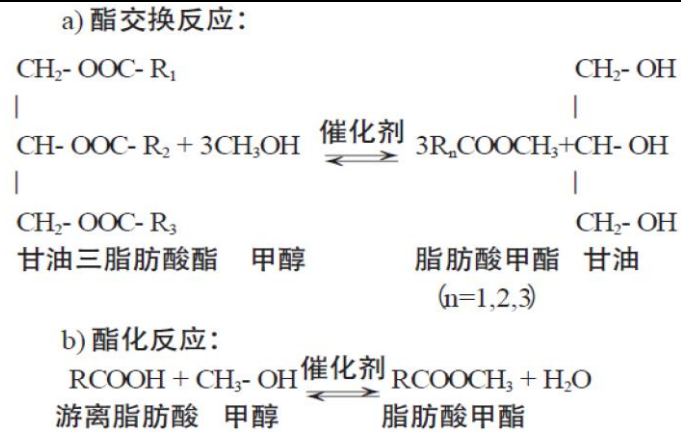 a) 酯交换反应：
CH₂- OOC- R₁ CH₂- OH
| |
CH- OOC- R₂ + 3CH₃OH 催化剂 ⇌ 3RₙCOOCH₃+CH- OH
| |
CH₂- OOC- R₃ CH₂- OH
甘油三脂肪酸酯 甲醇 脂肪酸甲酯 甘油
(n=1,2,3)
b) 酯化反应：
RCOOH + CH₃- OH 催化剂 ⇌ RCOOCH₃ + H₂O
游离脂肪酸 甲醇 脂肪酸甲酯